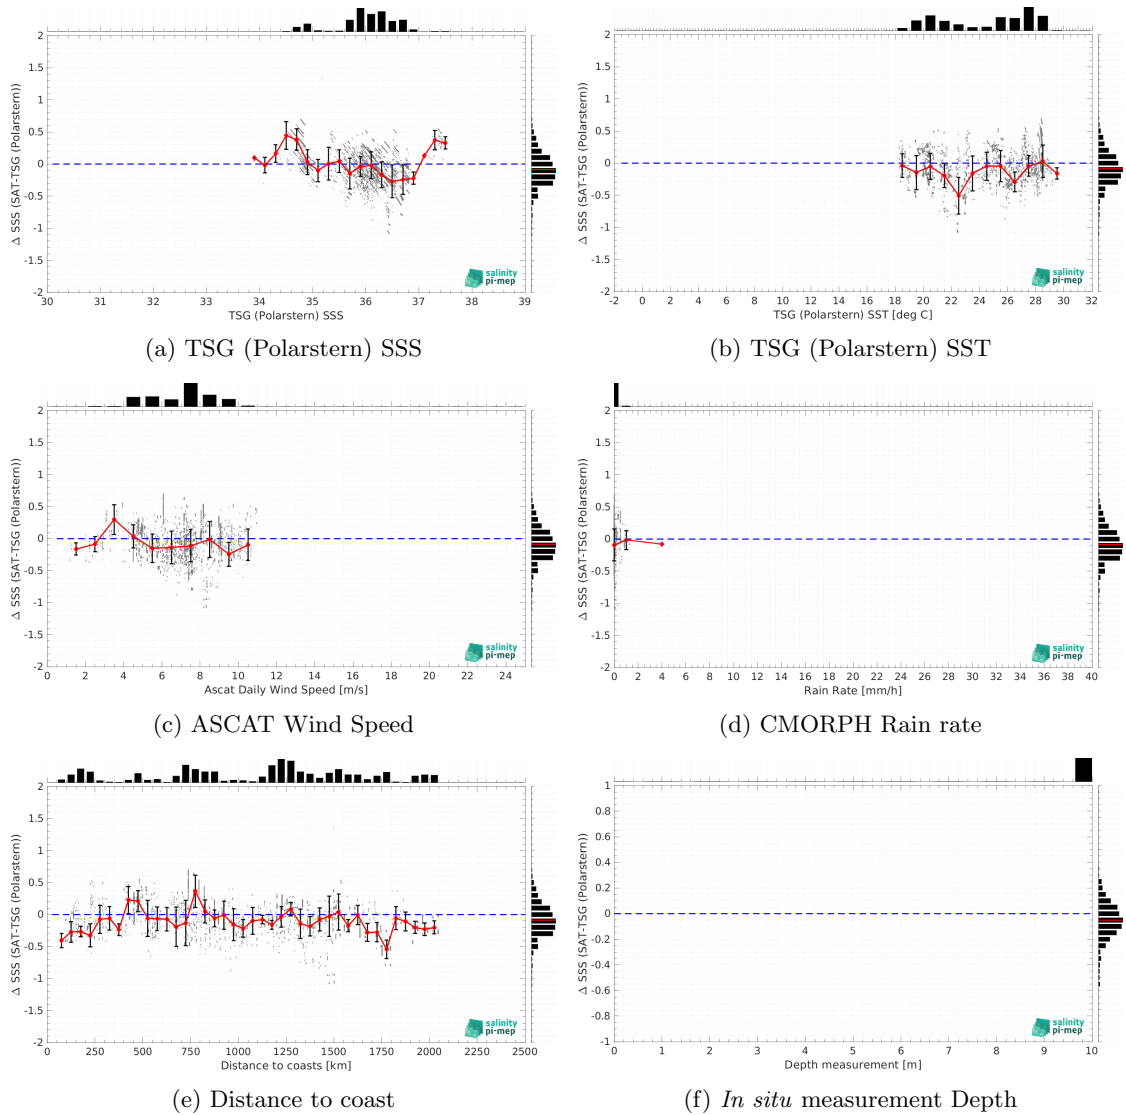 2
1.5
1
0.5
0
-0.5
-1
-1.5
-2
Δ SSS (SAT-TSG (Polarstern))
30 31 32 33 34 35 36 37 38 39
TSG (Polarstern) SSS
salinity
pi-mep
(a) TSG (Polarstern) SSS
2
1.5
1
0.5
0
-0.5
-1
-1.5
-2
Δ SSS (SAT-TSG (Polarstern))
-2 0 2 4 6 8 10 12 14 16 18 20 22 24 26 28 30 32
TSG (Polarstern) SST [deg C]
salinity
pi-mep
(b) TSG (Polarstern) SST
2
1.5
1
0.5
0
-0.5
-1
-1.5
-2
Δ SSS (SAT-TSG (Polarstern))
0 2 4 6 8 10 12 14 16 18 20 22 24
Ascat Daily Wind Speed [m/s]
salinity
pi-mep
(c) ASCAT Wind Speed
2
1.5
1
0.5
0
-0.5
-1
-1.5
-2
Δ SSS (SAT-TSG (Polarstern))
0 2 4 6 8 10 12 14 16 18 20 22 24 26 28 30 32 34 36 38 40
Rain Rate [mm/h]
salinity
pi-mep
(d) CMORPH Rain rate
2
1.5
1
0.5
0
-0.5
-1
-1.5
-2
Δ SSS (SAT-TSG (Polarstern))
0 250 500 750 1000 1250 1500 1750 2000 2250 2500
Distance to coasts [km]
salinity
pi-mep
(e) Distance to coast
1
0.8
0.6
0.4
0.2
0
-0.2
-0.4
-0.6
-0.8
-1
Δ SSS (SAT-TSG (Polarstern))
0 1 2 3 4 5 6 7 8 9 10
Depth measurement [m]
salinity
pi-mep
(f) In situ measurement Depth